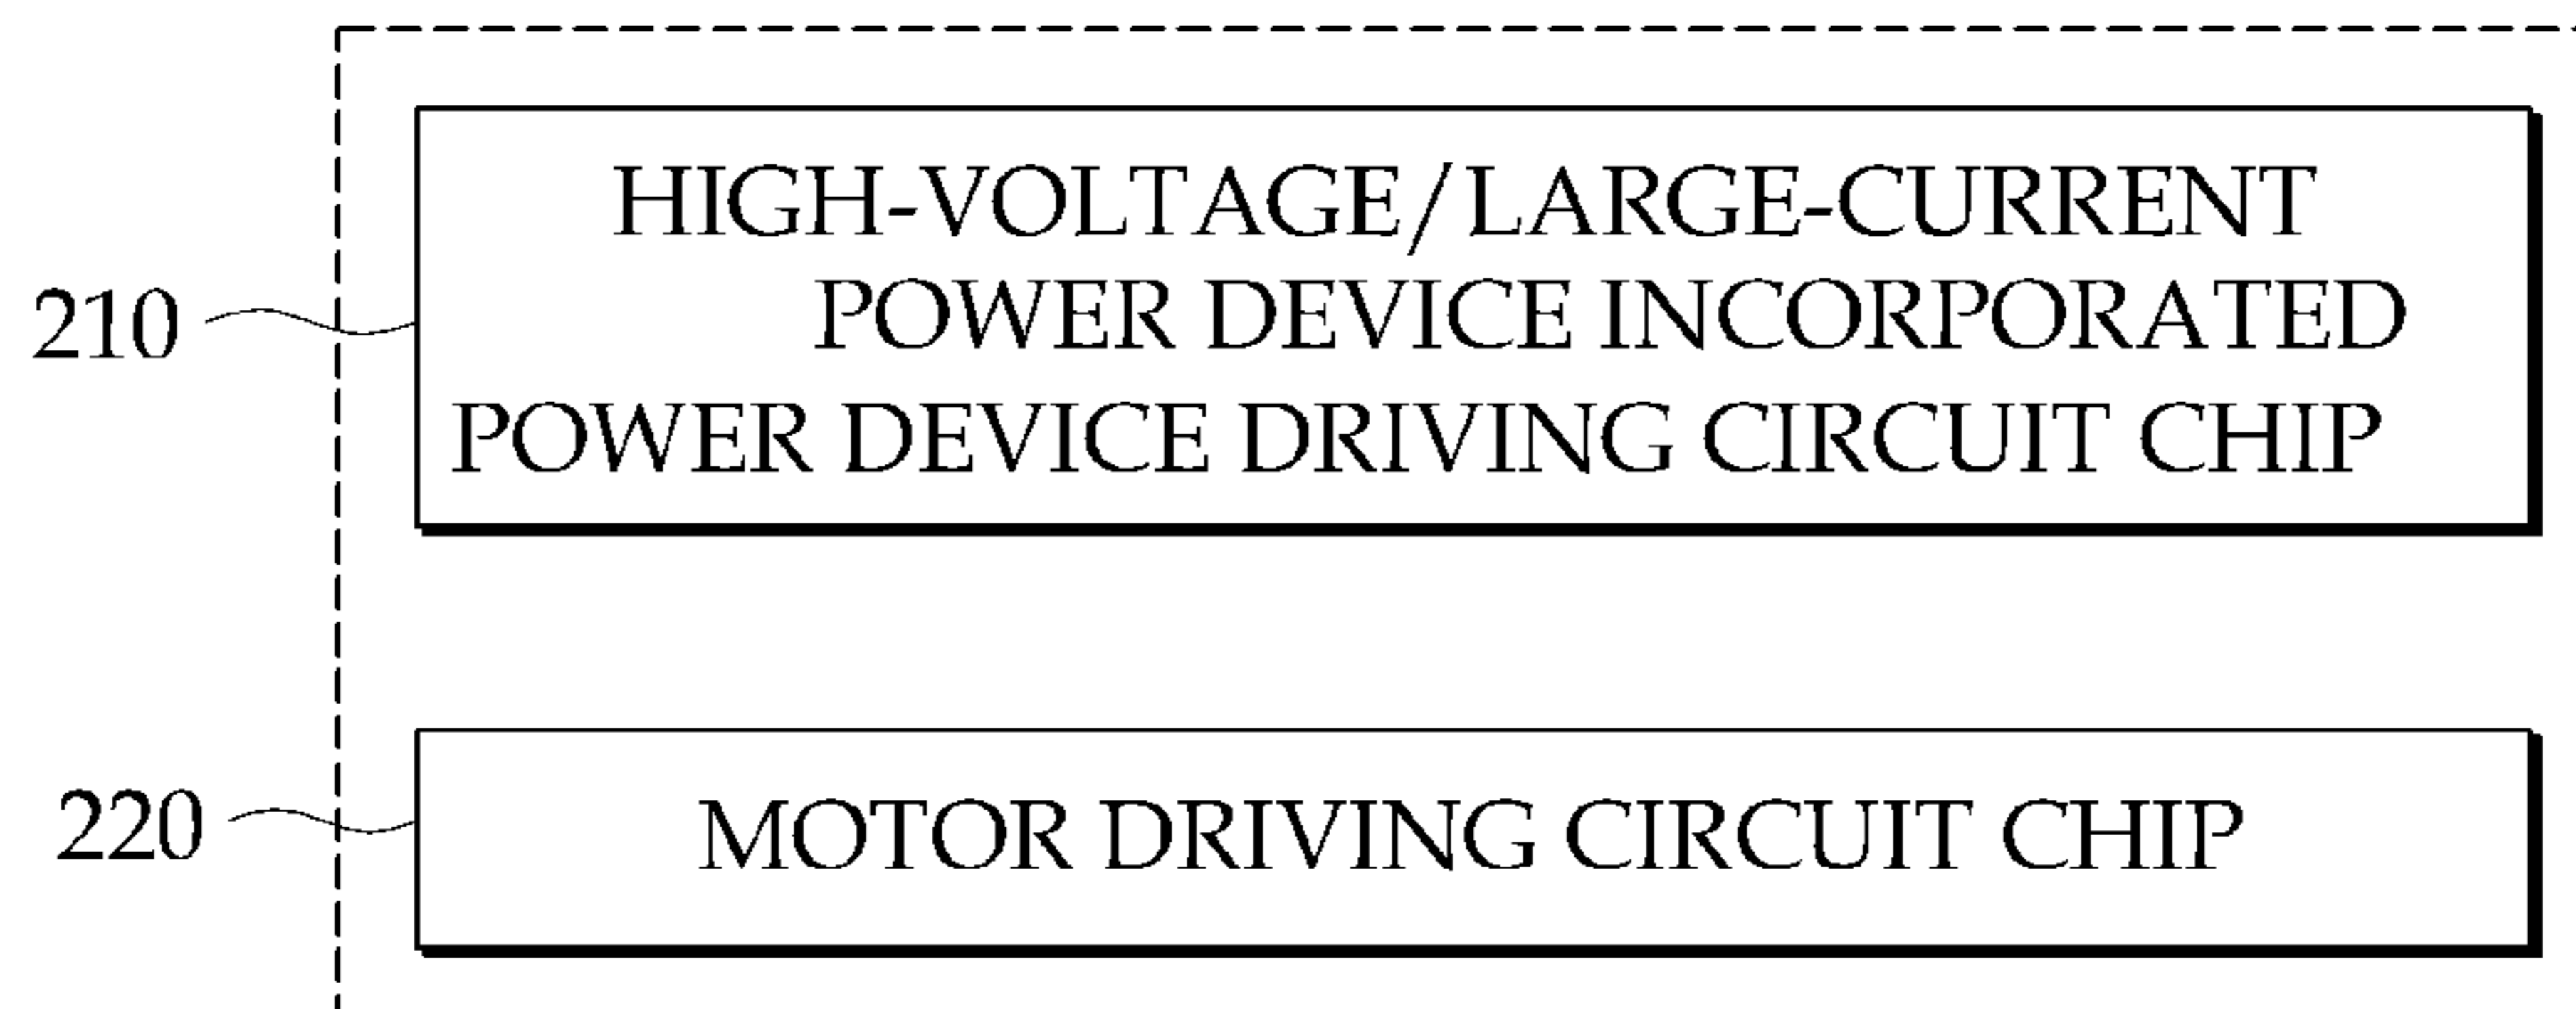 HIGH-VOLTAGE/LARGE-CURRENT
POWER DEVICE INCORPORATED
210
POWER DEVICE DRIVING CIRCUIT CHIP
220
MOTOR DRIVING CIRCUIT CHIP